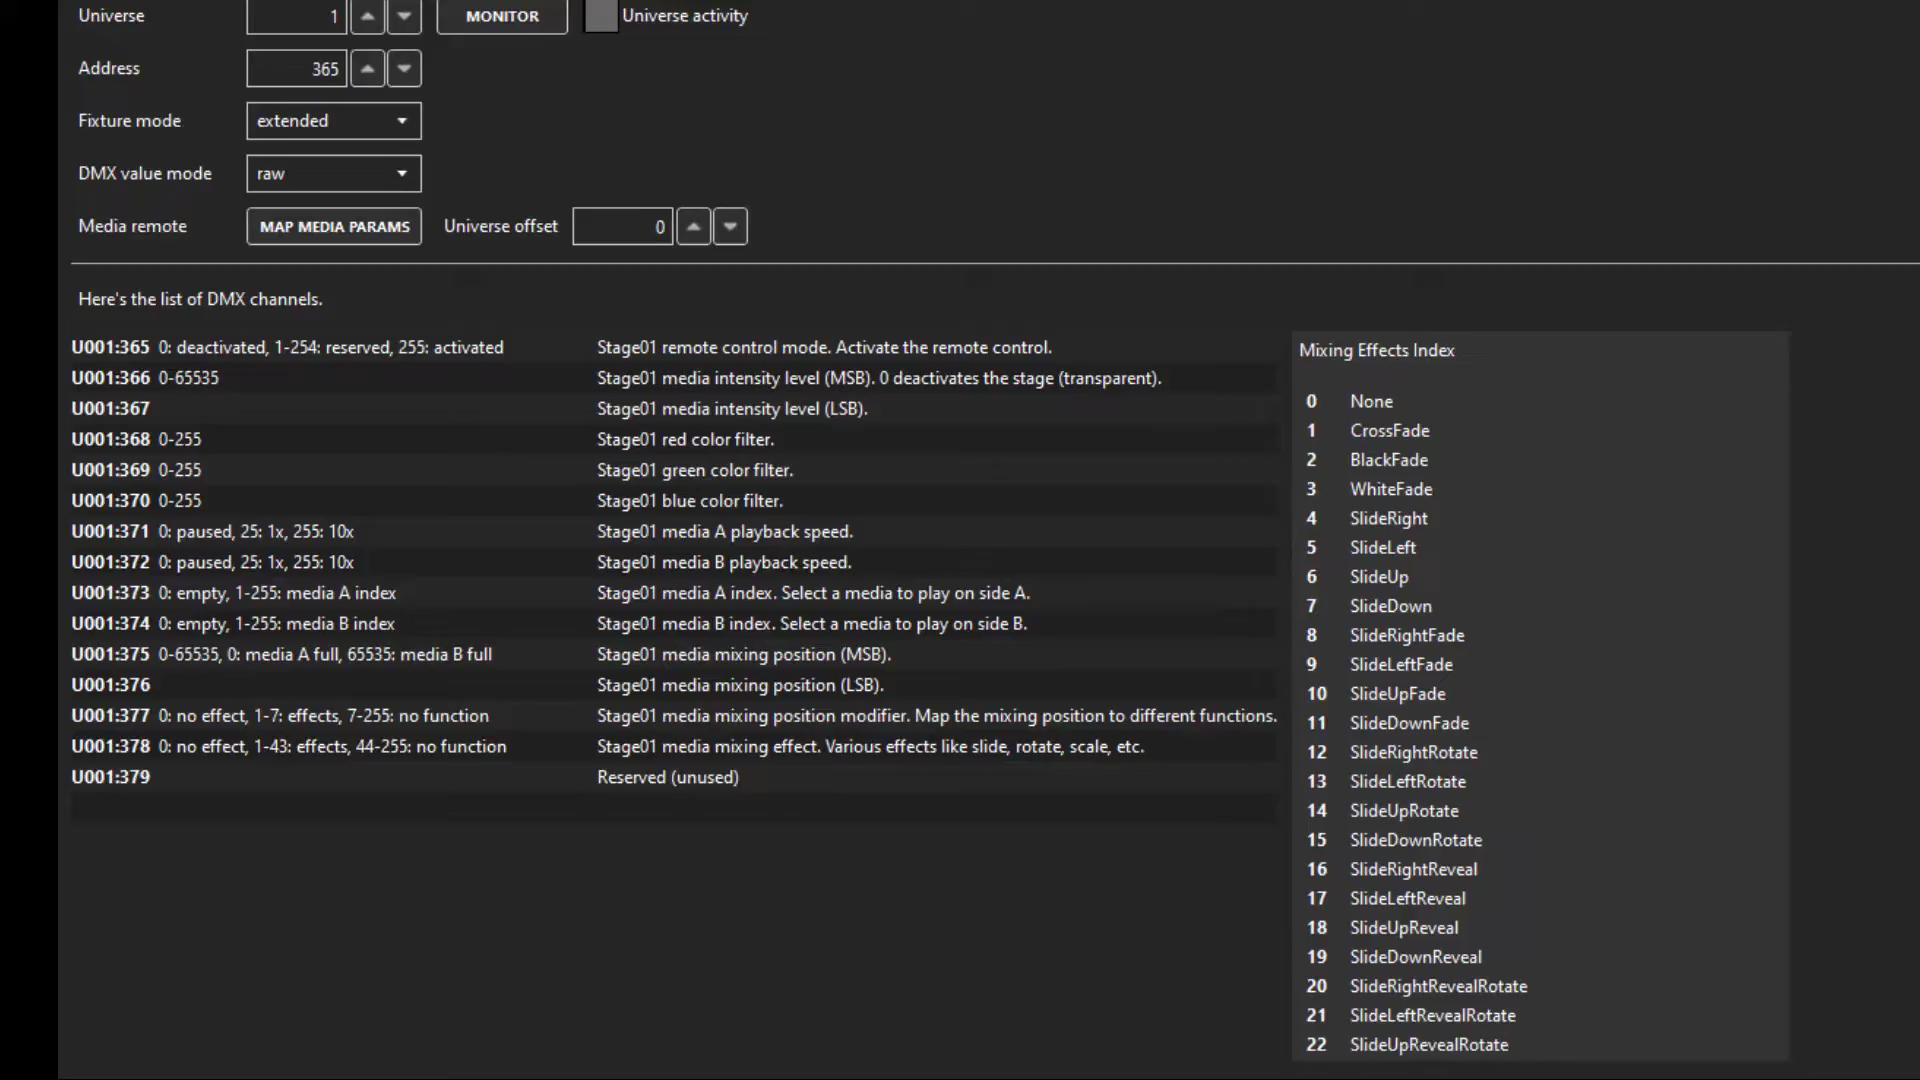 Universe 1 MONITOR Universe activity
Address 365
Fixture mode extended
DMX value mode raw
Media remote MAP MEDIA PARAMS Universe offset 0
Here's the list of DMX channels.
U001:365 0: deactivated, 1-254: reserved, 255: activated Stage01 remote control mode. Activate the remote control.
U001:366 0-65535 Stage01 media intensity level (MSB). 0 deactivates the stage (transparent).
U001:367 Stage01 media intensity level (LSB).
U001:368 0-255 Stage01 red color filter.
U001:369 0-255 Stage01 green color filter.
U001:370 0-255 Stage01 blue color filter.
U001:371 0: paused, 25: 1x, 255: 10x Stage01 media A playback speed.
U001:372 0: paused, 25: 1x, 255: 10x Stage01 media B playback speed.
U001:373 0: empty, 1-255: media A index Stage01 media A index. Select a media to play on side A.
U001:374 0: empty, 1-255: media B index Stage01 media B index. Select a media to play on side B.
U001:375 0-65535, 0: media A full, 65535: media B full Stage01 media mixing position (MSB).
U001:376 Stage01 media mixing position (LSB).
U001:377 0: no effect, 1-7: effects, 7-255: no function Stage01 media mixing position modifier. Map the mixing position to different functions.
U001:378 0: no effect, 1-43: effects, 44-255: no function Stage01 media mixing effect. Various effects like slide, rotate, scale, etc.
U001:379 Reserved (unused)
Mixing Effects Index
0 None
1 CrossFade
2 BlackFade
3 WhiteFade
4 SlideRight
5 SlideLeft
6 SlideUp
7 SlideDown
8 SlideRightFade
9 SlideLeftFade
10 SlideUpFade
11 SlideDownFade
12 SlideRightRotate
13 SlideLeftRotate
14 SlideUpRotate
15 SlideDownRotate
16 SlideRightReveal
17 SlideLeftReveal
18 SlideUpReveal
19 SlideDownReveal
20 SlideRightRevealRotate
21 SlideLeftRevealRotate
22 SlideUpRevealRotate